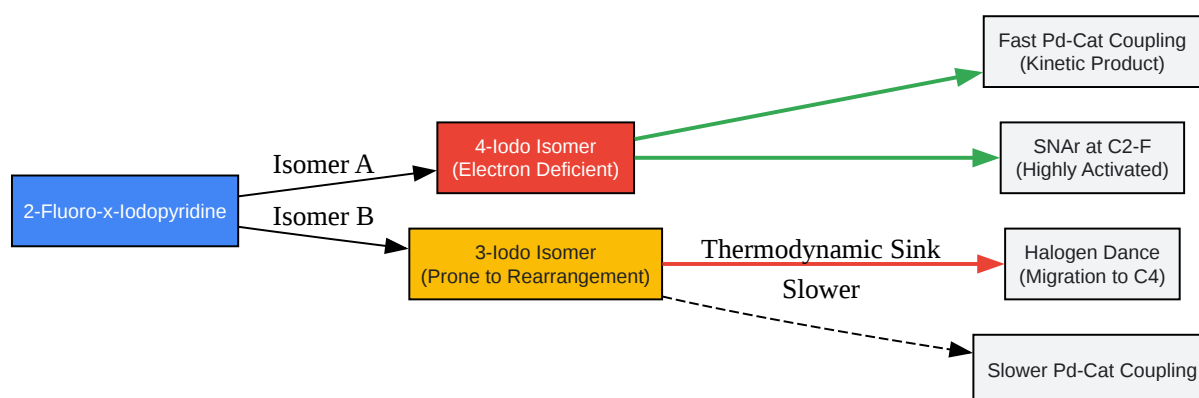 2-Fluoro-x-Iodopyridine
Isomer A
Isomer B
4-Iodo Isomer
(Electron Deficient)
3-Iodo Isomer
(Prone to Rearrangement)
Thermodynamic Sink
Slower
Fast Pd-Cat Coupling
(Kinetic Product)
SNAr at C2-F
(Highly Activated)
Halogen Dance
(Migration to C4)
Slower Pd-Cat Coupling